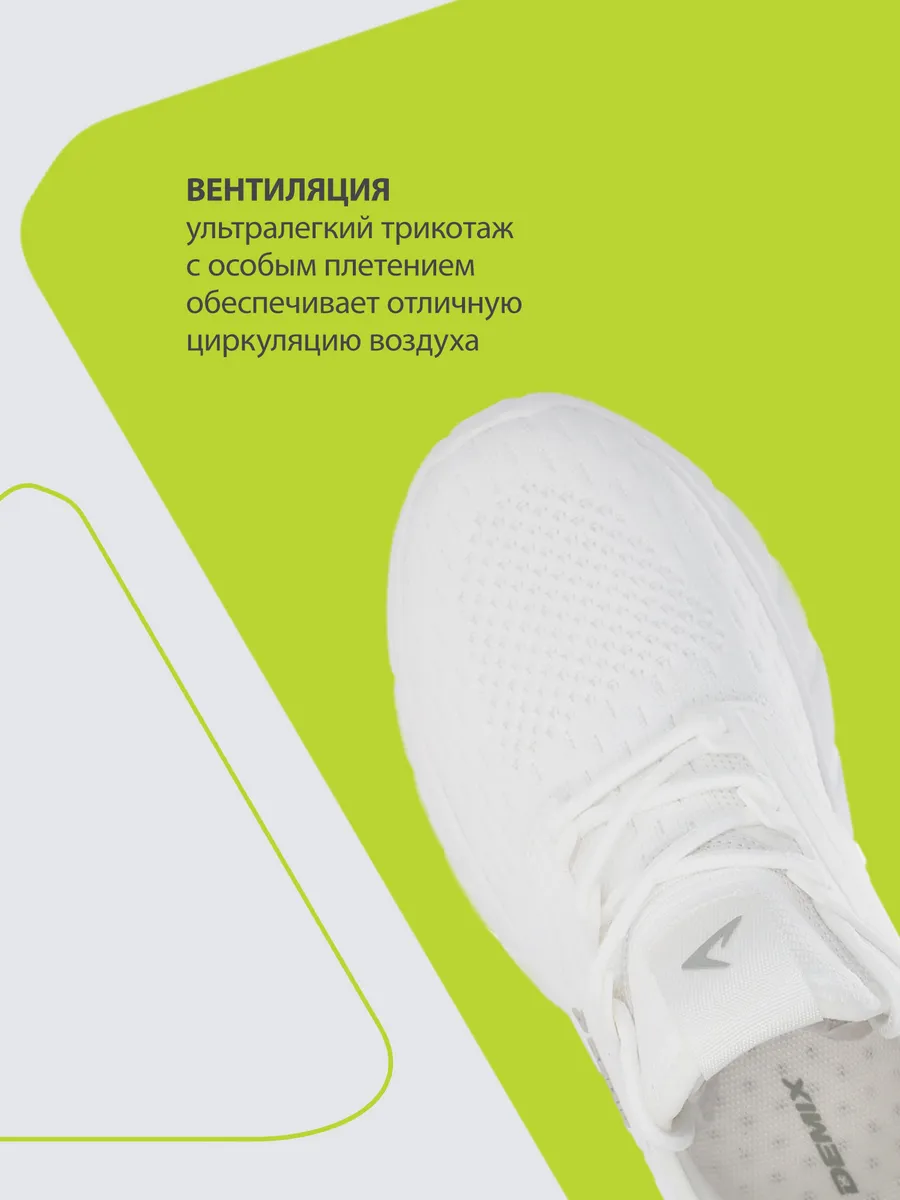 ВЕНТИЛЯЦИЯ
ультралегкий трикотаж
с особым плетением
обеспечивает отличную
циркуляцию воздуха
DEMIX